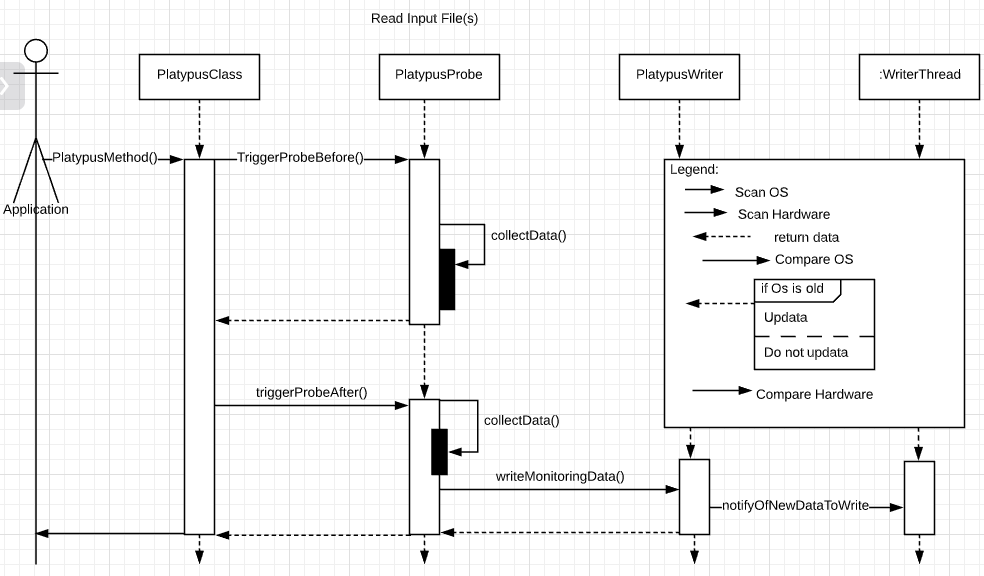 Read Input File(s)
PlatypusClass
PlatypusProbe
PlatypusWriter
:WriterThread
PlatypusMethod()
TriggerProbeBefore()
Application
collectData()
Legend:
Scan OS
Scan Hardware
return data
Compare OS
if Os is old
Updata
Do not updata
Compare Hardware
triggerProbeAfter()
collectData()
writeMonitoringData()
notifyOfNewDataToWrite